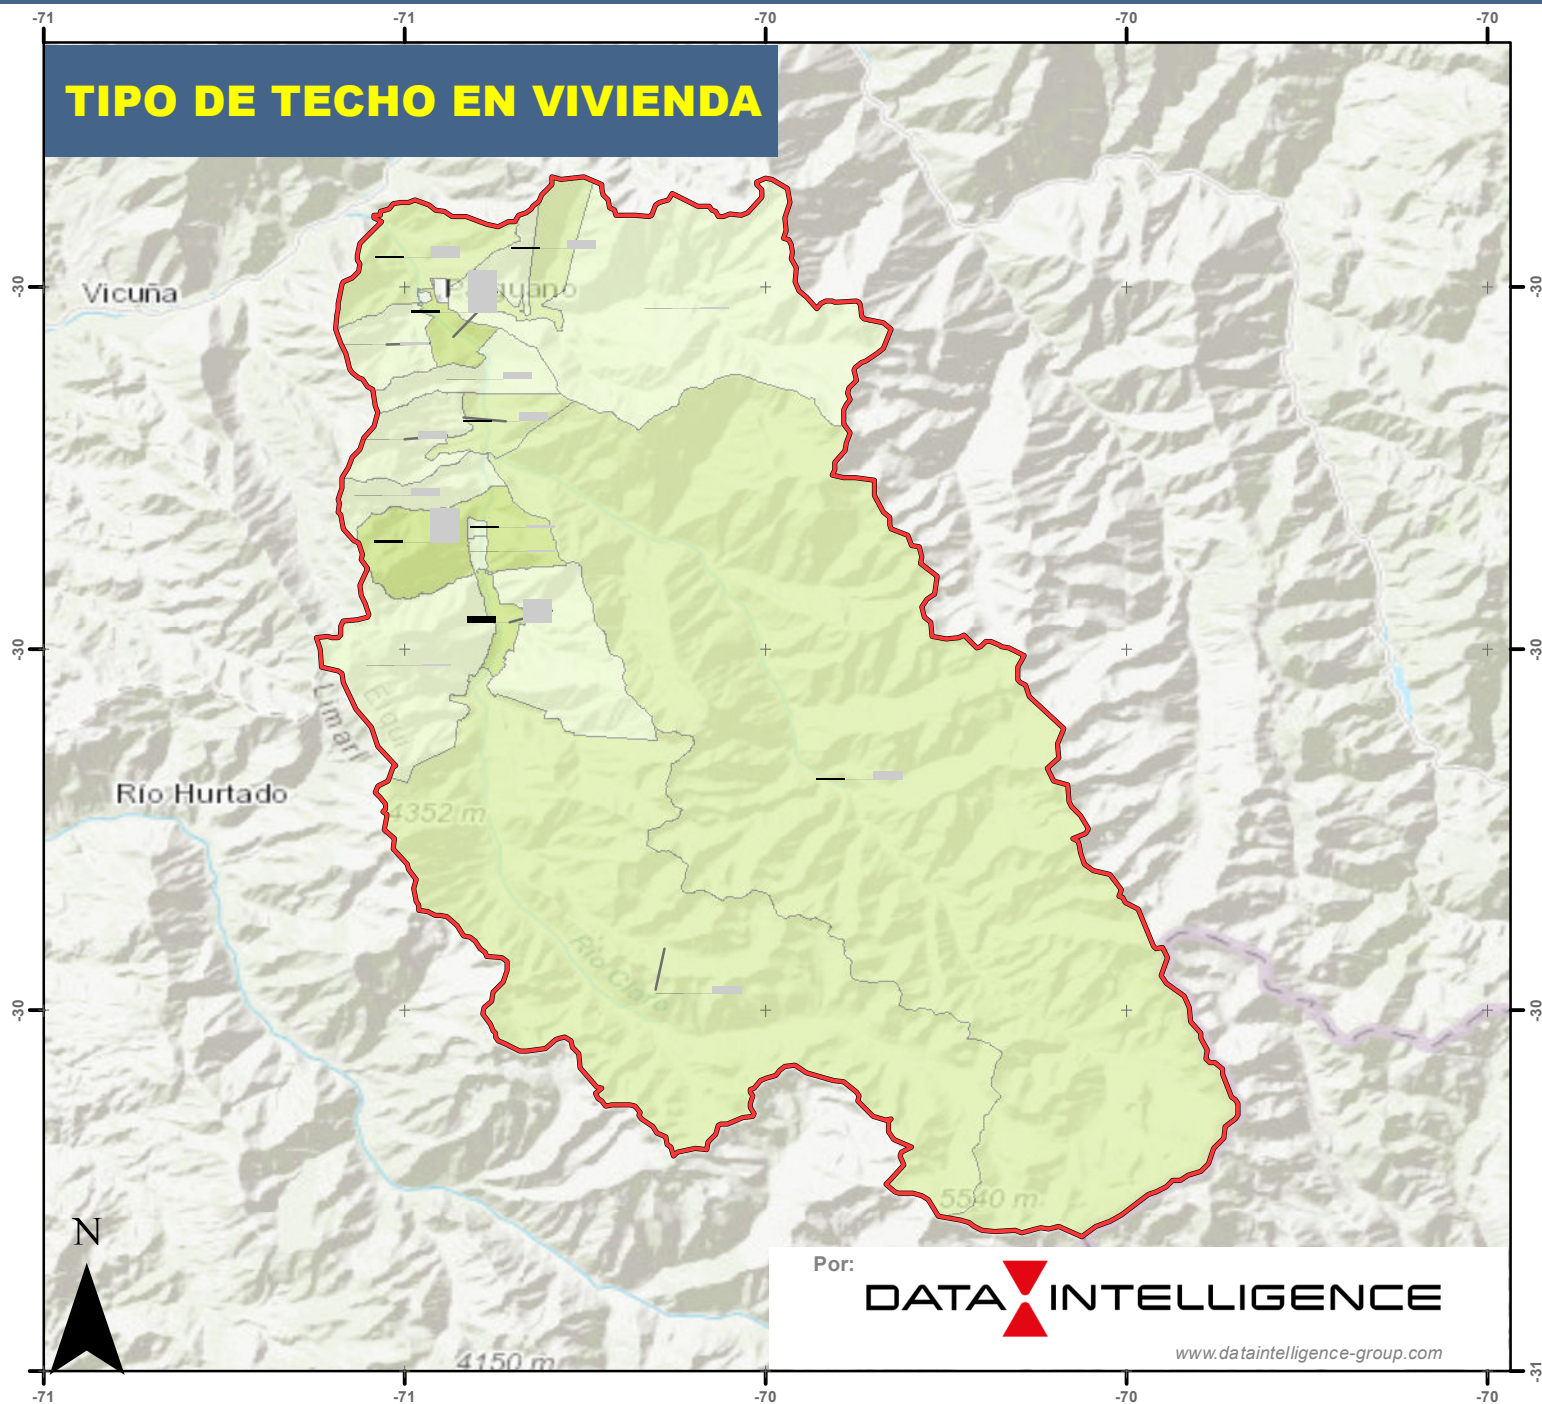 -71 -71 -70 -70 -70
TIPO DE TECHO EN VIVIENDA
-30 -30
Vicuña
-30 -30
Limarí
Elqui
Río Hurtado
4352 m
Río Claro
-30 -30
5540 m
N
Por:
DATA INTELLIGENCE
www.dataintelligence-group.com
4150 m
-31
-71 -71 -70 -70 -70